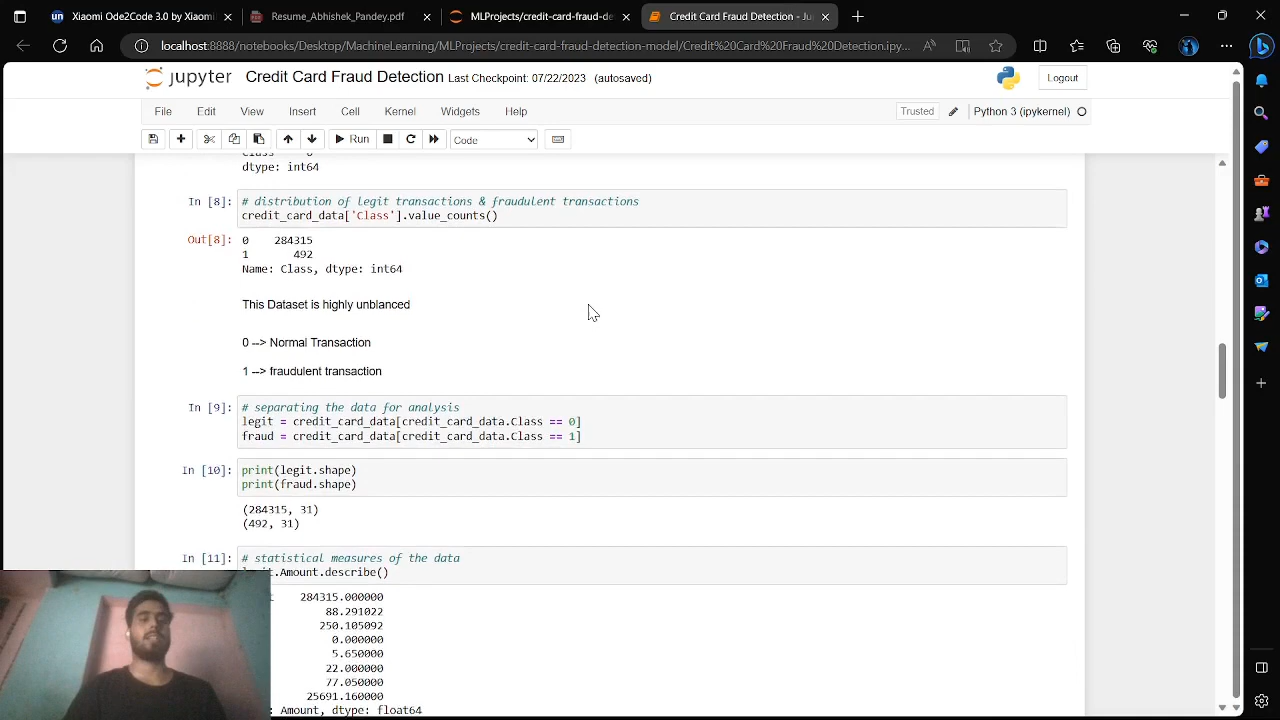 Xiaomi Ode2Code 3.0 by Xiaomi
Resume_Abhishek_Pandey.pdf
MLProjects/credit-card-fraud-de
Credit Card Fraud Detection - Ju
localhost:8888/notebooks/Desktop/MachineLearning/MLProjects/credit-card-fraud-detection-model/Credit%20Card%20Fraud%20Detection.ipy...
jupyter Credit Card Fraud Detection Last Checkpoint: 07/22/2023 (autosaved)
Logout
File Edit View Insert Cell Kernel Widgets Help
Trusted Python 3 (ipykernel)
Run Code
dtype: int64
In [8]: # distribution of legit transactions & fraudulent transactions
credit_card_data['Class'].value_counts()
Out[8]: 0 284315
1 492
Name: Class, dtype: int64
This Dataset is highly unblanced
0 --> Normal Transaction
1 --> fraudulent transaction
In [9]: # separating the data for analysis
legit = credit_card_data[credit_card_data.Class == 0]
fraud = credit_card_data[credit_card_data.Class == 1]
In [10]: print(legit.shape)
print(fraud.shape)
(284315, 31)
(492, 31)
In [11]: # statistical measures of the data
.Amount.describe()
284315.000000
88.291022
250.105092
0.000000
5.650000
22.000000
77.050000
25691.160000
: Amount, dtype: float64